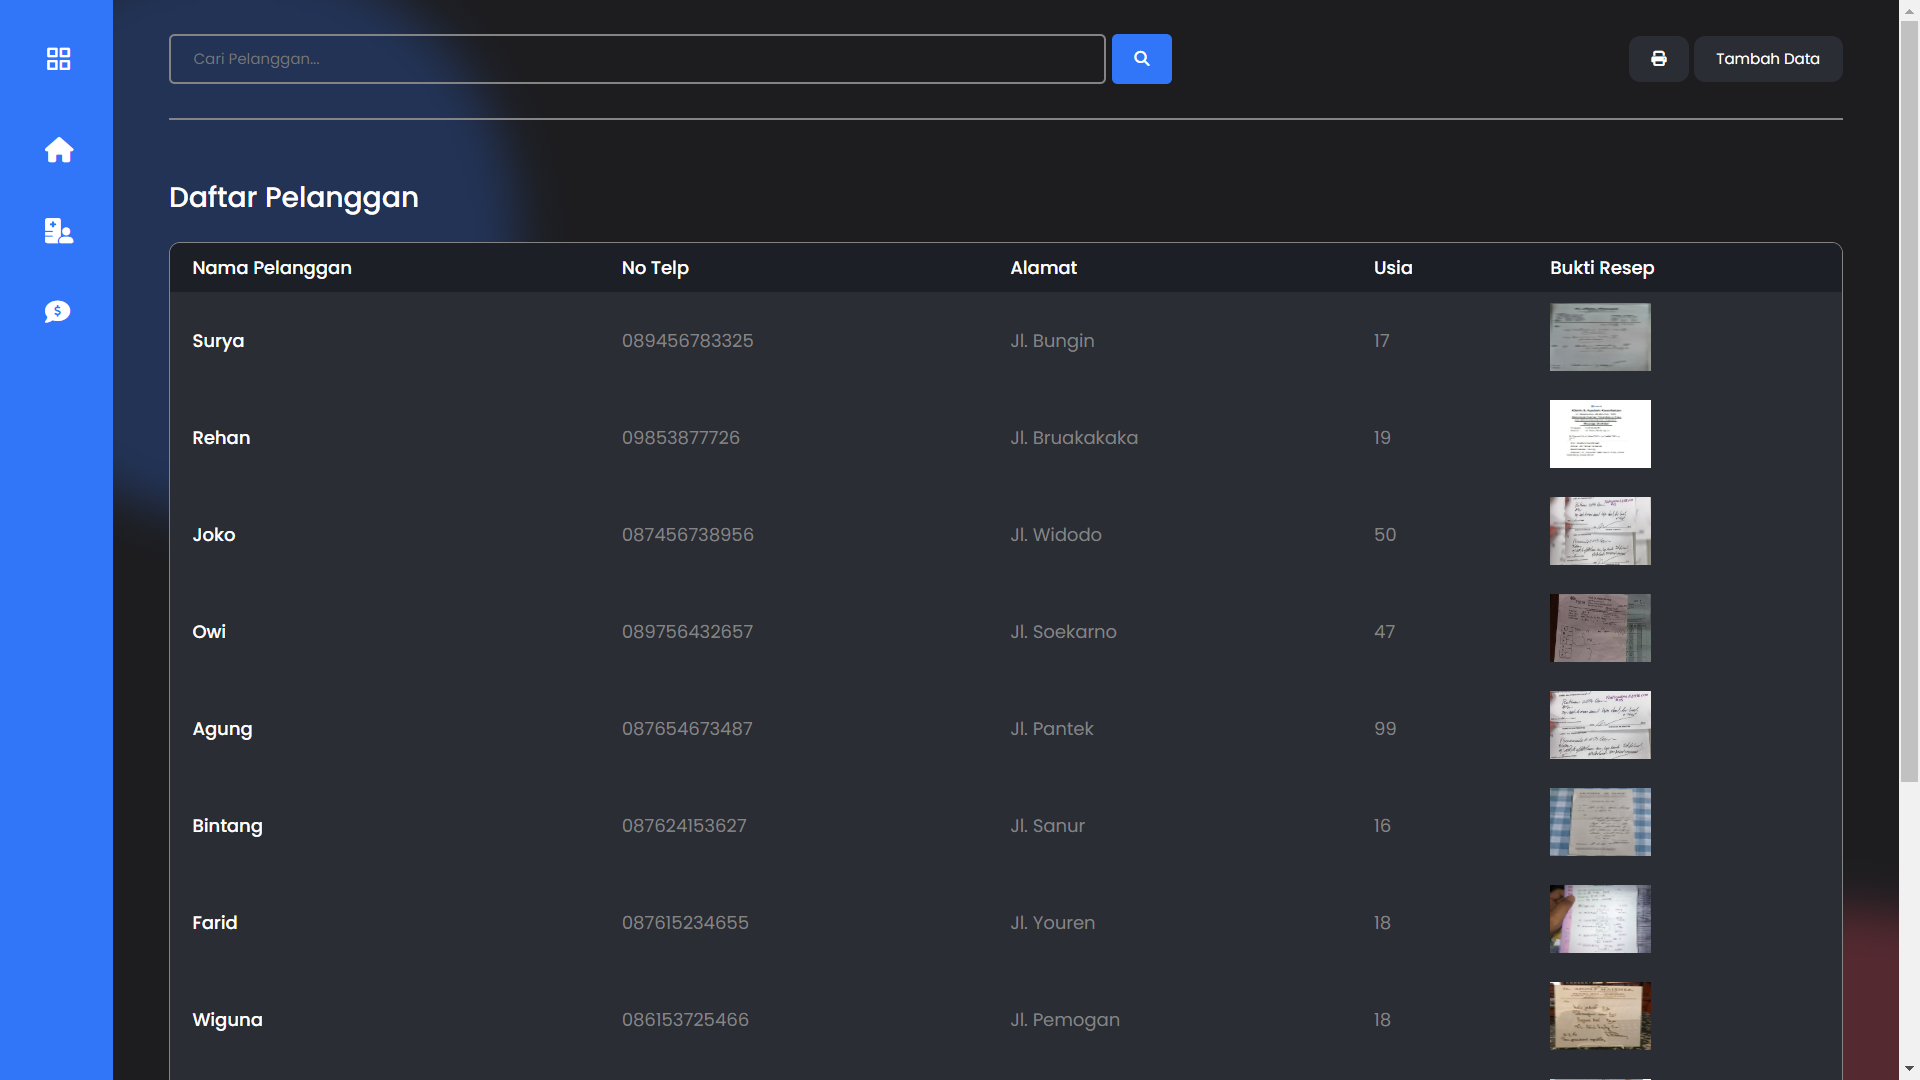 Cari Pelanggan...
Tambah Data
Daftar Pelanggan
Nama Pelanggan No Telp Alamat Usia Bukti Resep
Surya 089456783325 Jl. Bungin 17
Rehan 09853877726 Jl. Bruakakaka 19
Joko 087456738956 Jl. Widodo 50
Owi 089756432657 Jl. Soekarno 47
Agung 087654673487 Jl. Pantek 99
Bintang 087624153627 Jl. Sanur 16
Farid 087615234655 Jl. Youren 18
Wiguna 086153725466 Jl. Pemogan 18